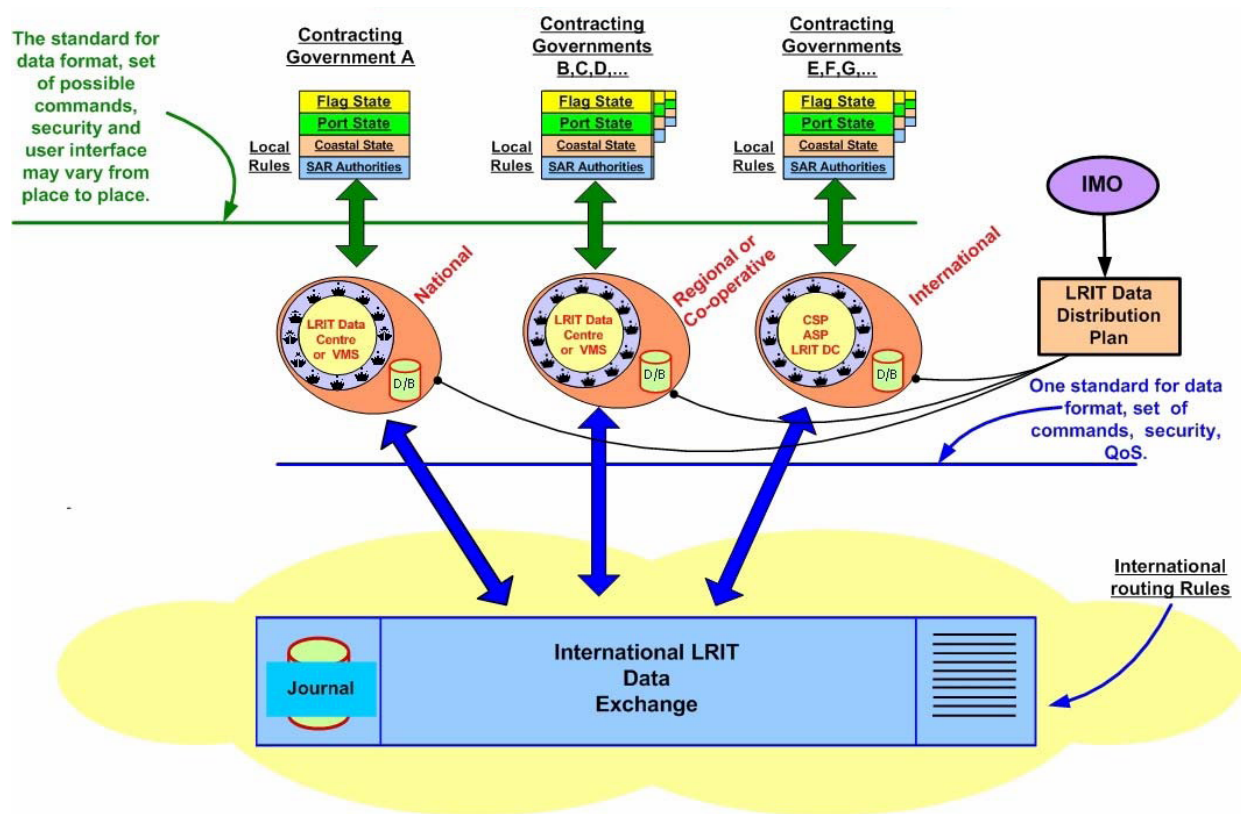 The standard for
data format, set
of possible
commands,
security and
user interface
may vary from
place to place.
Contracting
Government A
Flag State
Port State
Coastal State
SAR Authorities
Local
Rules
Contracting
Governments
B,C,D,...
Flag State
Port State
Coastal State
SAR Authorities
Local
Rules
Contracting
Governments
E,F,G,...
Flag State
Port State
Coastal State
SAR Authorities
Local
Rules
IMO
LRIT Data
Distribution
Plan
National
LRIT Data
Centre
or VMS
D/B
Regional or
Co-operative
LRIT Data
Centre
or VMS
D/B
International
CSP
ASP
LRIT DC
D/B
One standard for data
format, set of
commands, security,
QoS.
International
routing Rules
Journal
International LRIT
Data
Exchange